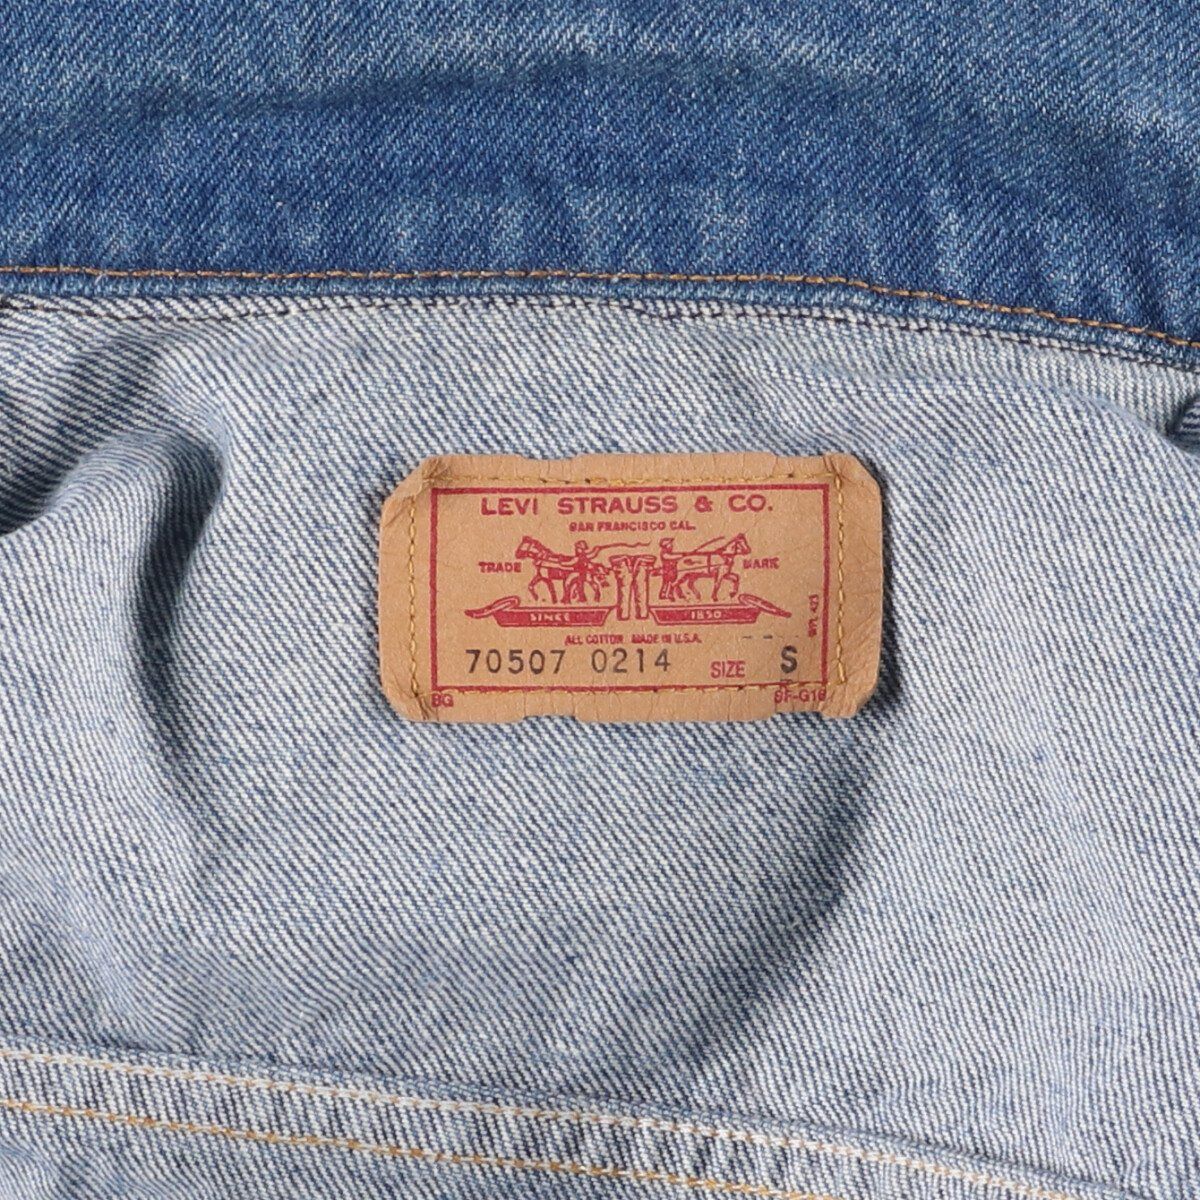 LEVI STRAUSS & CO.
SAN FRANCISCO CAL.
TRADE MARK
SINCE 1850
ALL COTTON MADE IN U.S.A.
70507 0214 SIZE S
BG SF-G16